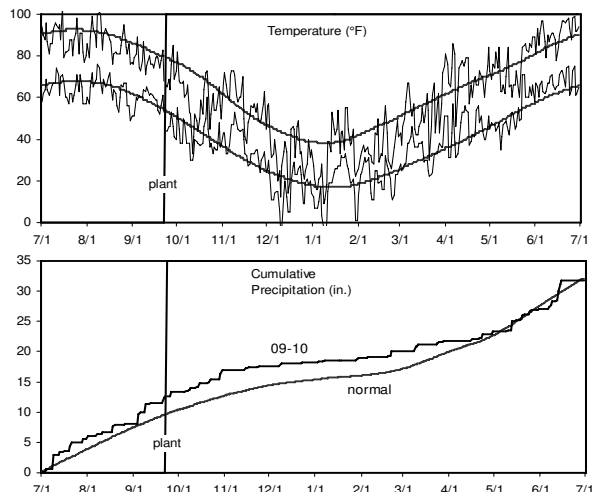 100
80
60
40
20
0
Temperature (°F)
plant
7/1 8/1 9/1 10/1 11/1 12/1 1/1 2/1 3/1 4/1 5/1 6/1 7/1
35
30
25
20
15
10
5
0
Cumulative
Precipitation (in.)
09-10
normal
plant
7/1 8/1 9/1 10/1 11/1 12/1 1/1 2/1 3/1 4/1 5/1 6/1 7/1